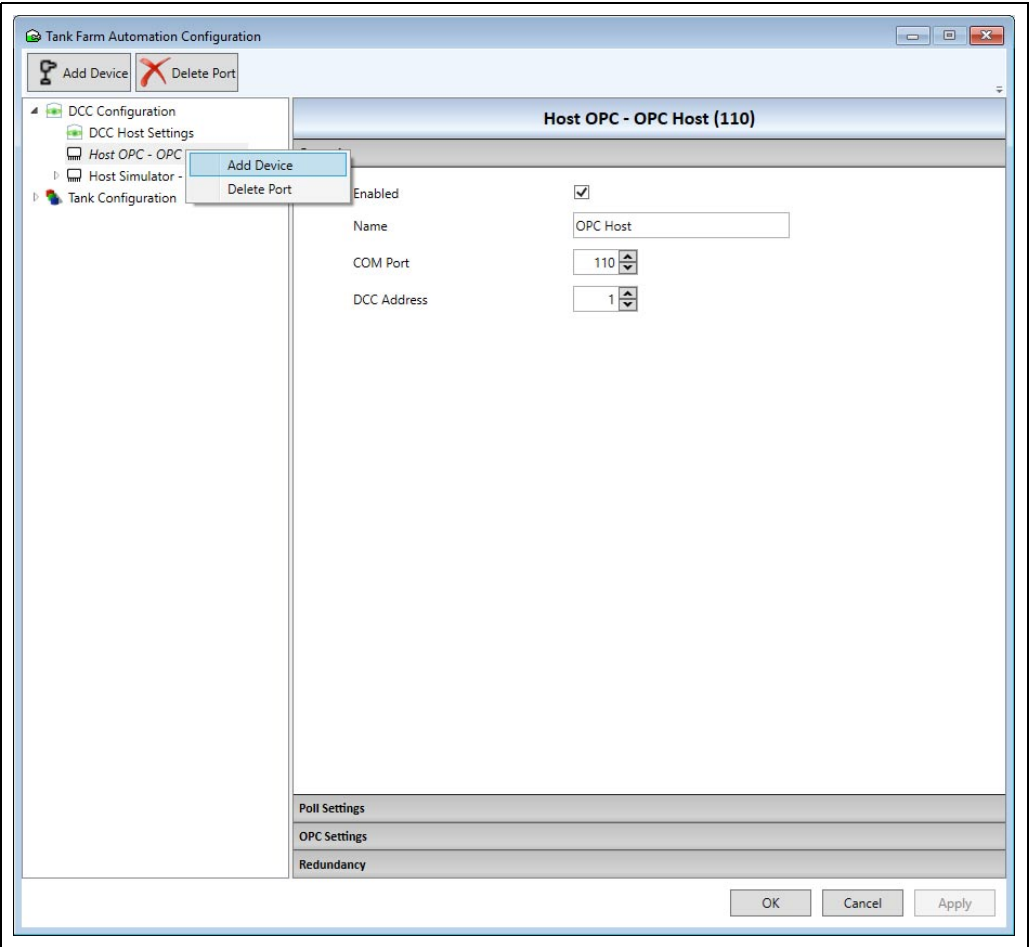 Tank Farm Automation Configuration
Add Device
Delete Port
DCC Configuration
DCC Host Settings
Host OPC - OPC
Host Simulator -
Tank Configuration
Add Device
Delete Port
Host OPC - OPC Host (110)
Enabled
Name OPC Host
COM Port 110
DCC Address 1
Poll Settings
OPC Settings
Redundancy
OK Cancel Apply